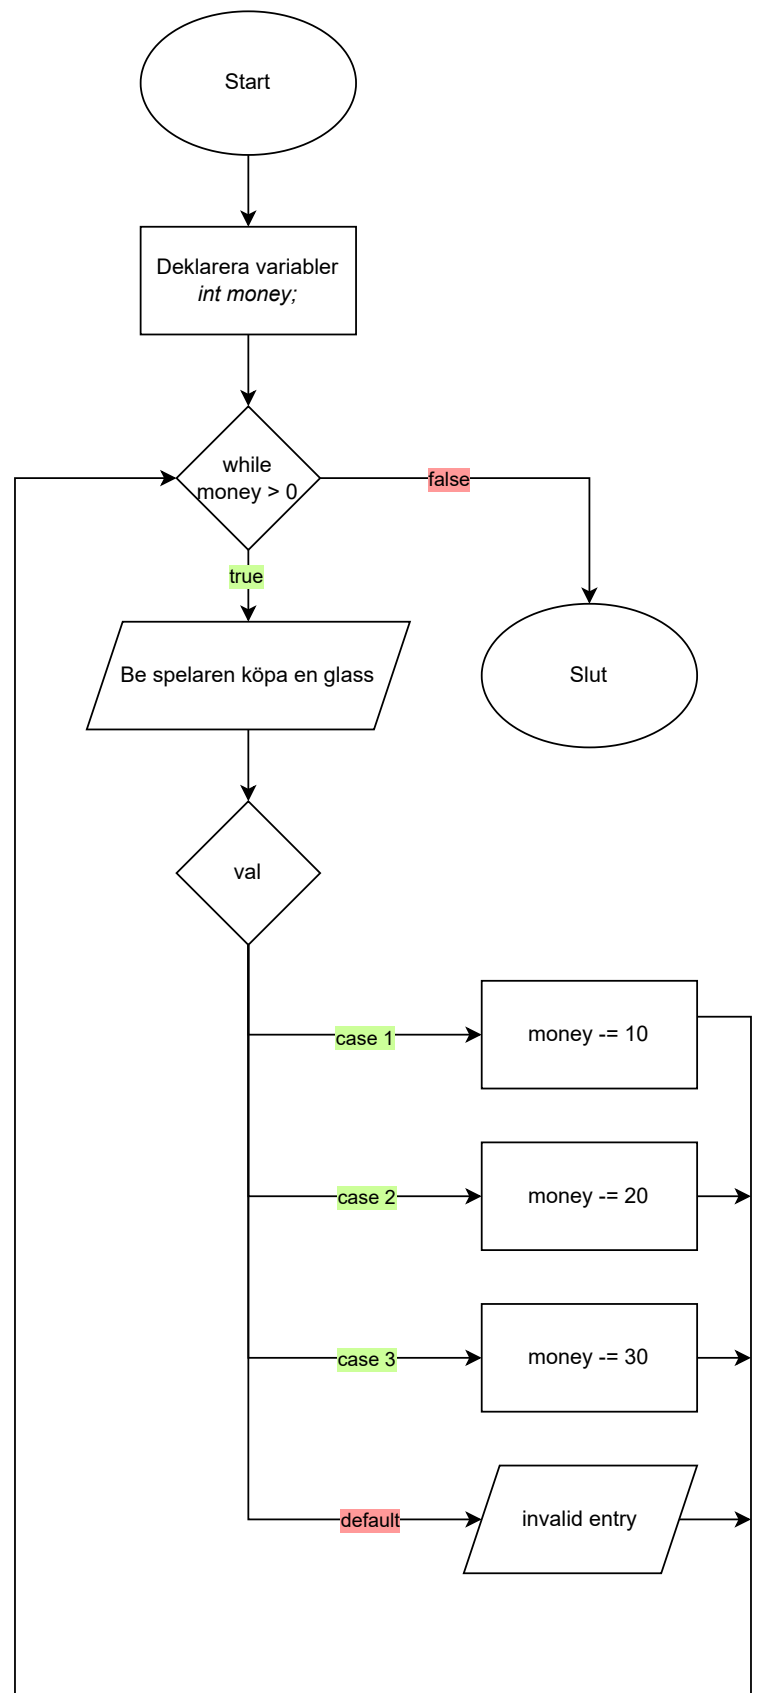 Start
Deklarera variabler
int money;
while
money > 0
false
true
Be spelaren köpa en glass
Slut
val
case 1
money -= 10
case 2
money -= 20
case 3
money -= 30
default
invalid entry